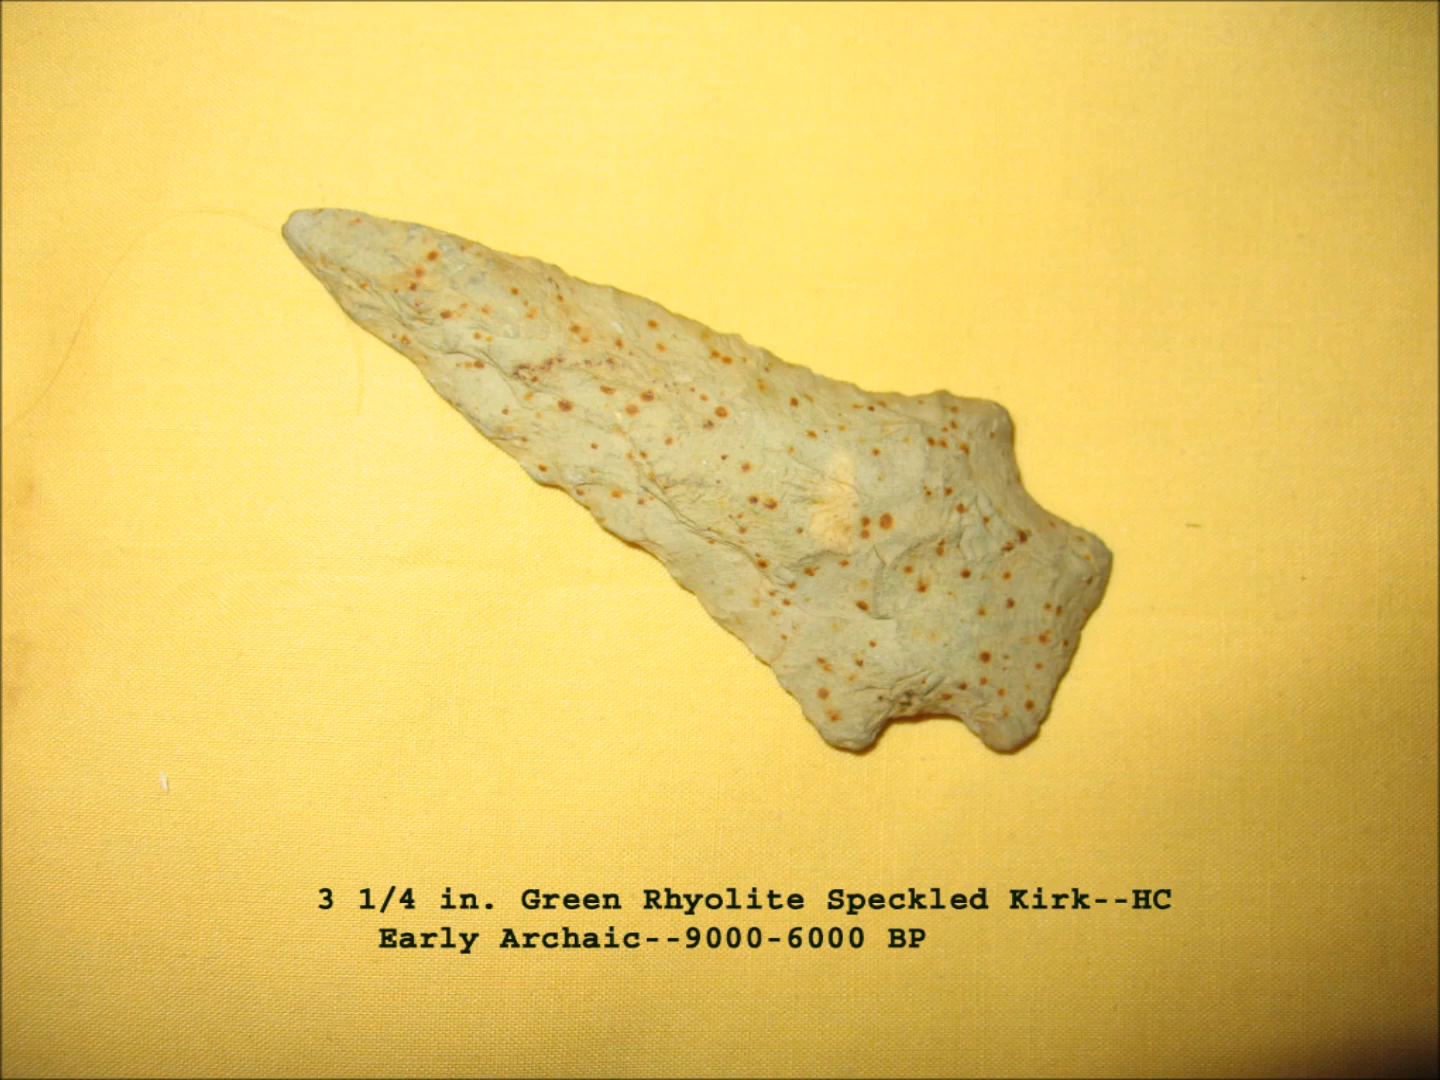 3 1/4 in. Green Rhyolite Speckled Kirk--HC
Early Archaic--9000-6000 BP